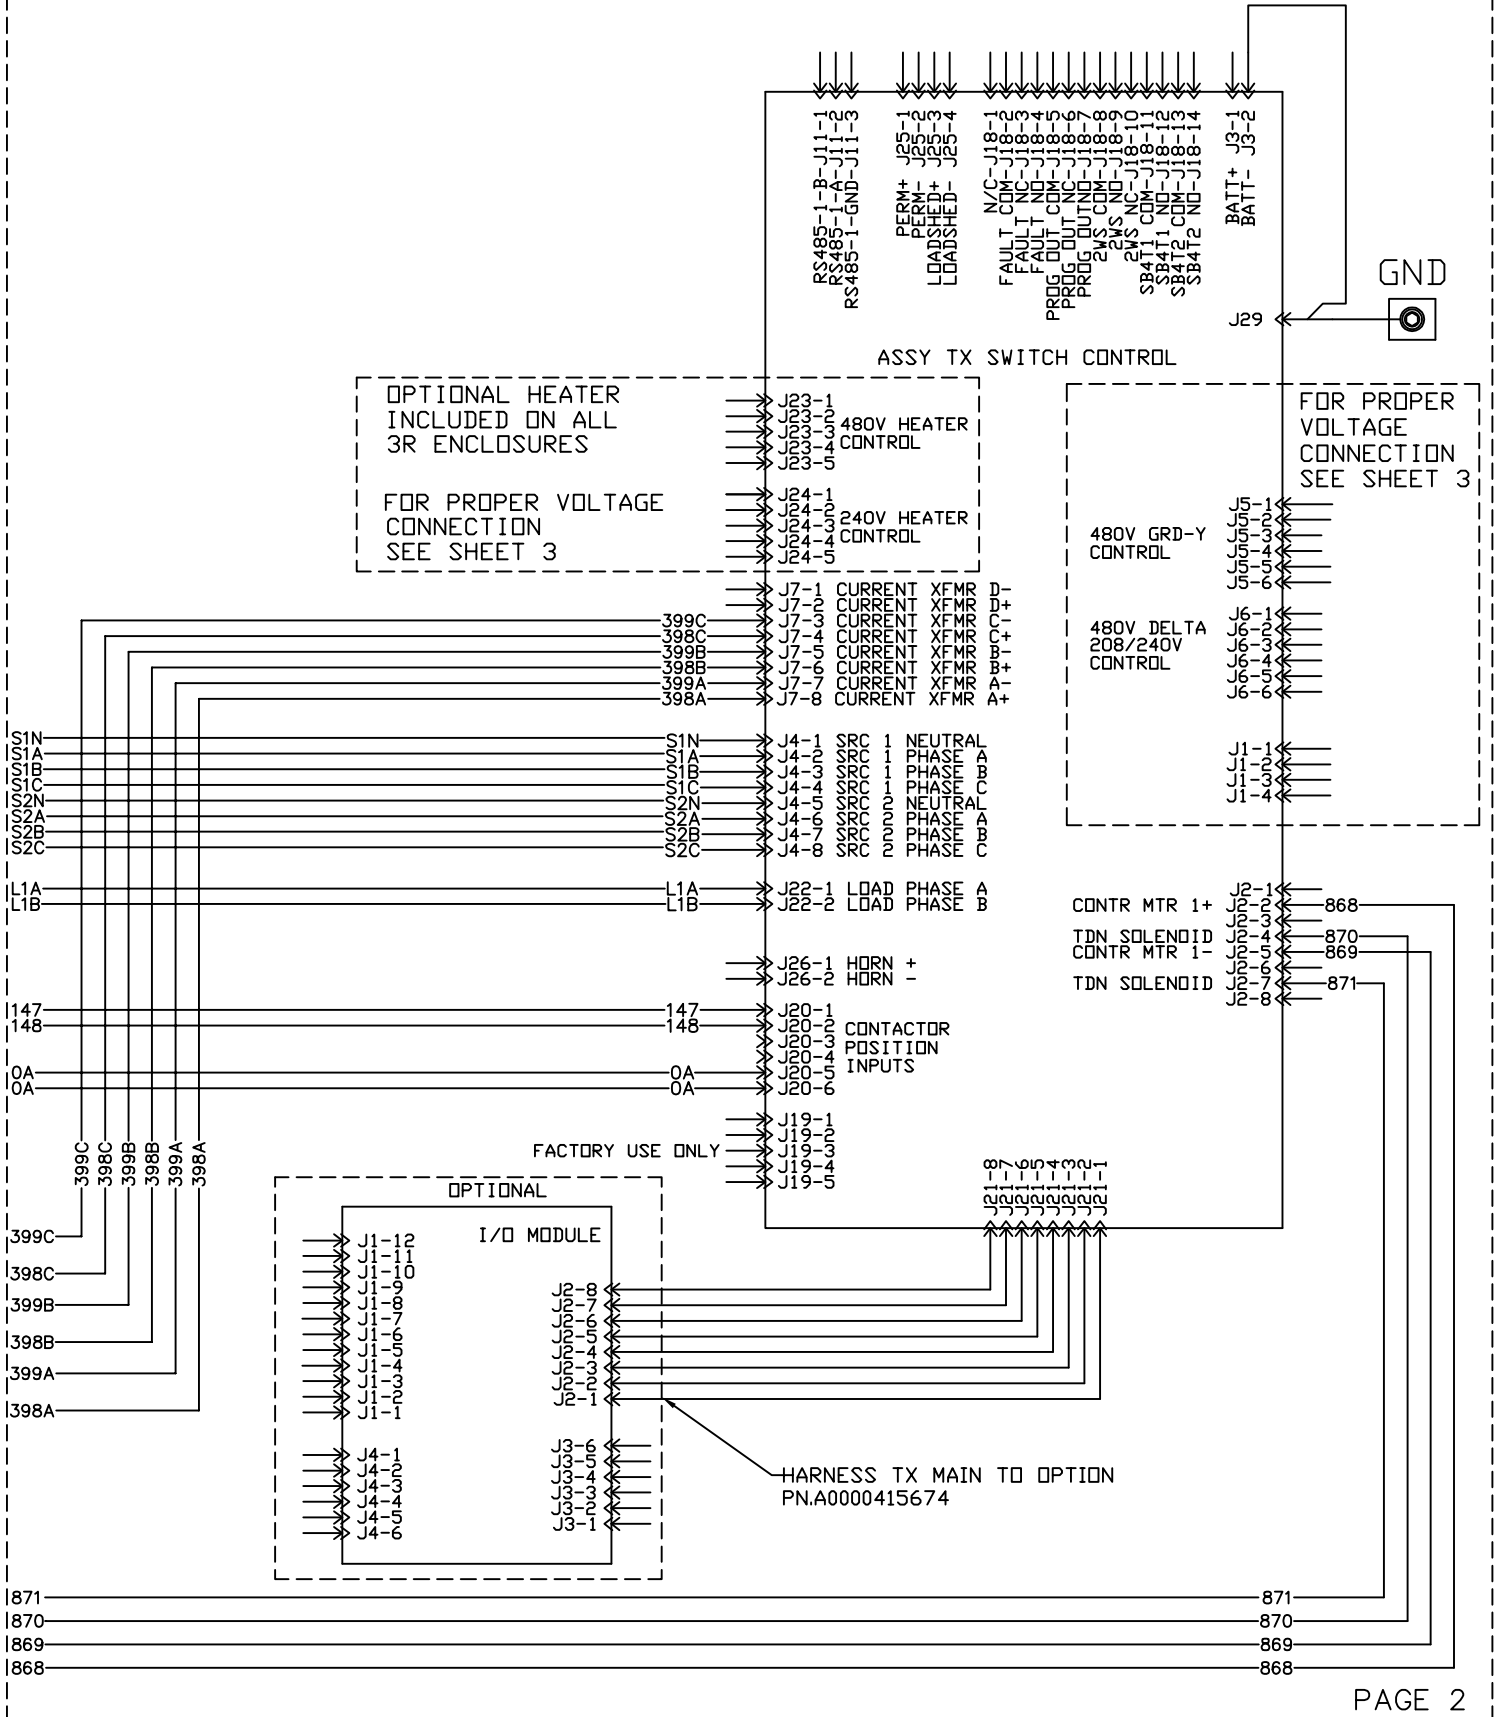 RS485-1-B-J11-1
RS485-1-A-J11-2
RS485-1-GND-J11-3
PERM+ J25-1
PERM- J25-2
LOADSHED+ J25-3
LOADSHED- J25-4
N/C-J18-1
FAULT COM-J18-2
FAULT NC-J18-3
FAULT NO-J18-4
PROG OUT COM-J18-5
PROG OUT NC-J18-6
PROG OUTNO-J18-7
2WS COM-J18-8
2WS NO-J18-9
2WS NC-J18-10
SB4T1 COM-J18-11
SB4T1 NO-J18-12
SB4T2 COM-J18-13
SB4T2 NO-J18-14
BATT+ J3-1
BATT- J3-2
GND
J29
ASSY TX SWITCH CONTROL
OPTIONAL HEATER
INCLUDED ON ALL
3R ENCLOSURES
FOR PROPER VOLTAGE
CONNECTION
SEE SHEET 3
J23-1
J23-2
J23-3
J23-4
J23-5
480V HEATER
CONTROL
J24-1
J24-2
J24-3
J24-4
J24-5
240V HEATER
CONTROL
FOR PROPER
VOLTAGE
CONNECTION
SEE SHEET 3
480V GRD-Y
CONTROL
J5-1
J5-2
J5-3
J5-4
J5-5
J5-6
480V DELTA
208/240V
CONTROL
J6-1
J6-2
J6-3
J6-4
J6-5
J6-6
J1-1
J1-2
J1-3
J1-4
J7-1 CURRENT XFMR D-
J7-2 CURRENT XFMR D+
399C J7-3 CURRENT XFMR C-
398C J7-4 CURRENT XFMR C+
399B J7-5 CURRENT XFMR B-
398B J7-6 CURRENT XFMR B+
399A J7-7 CURRENT XFMR A-
398A J7-8 CURRENT XFMR A+
S1N S1N J4-1 SRC 1 NEUTRAL
S1A S1A J4-2 SRC 1 PHASE A
S1B S1B J4-3 SRC 1 PHASE B
S1C S1C J4-4 SRC 1 PHASE C
S2N S2N J4-5 SRC 2 NEUTRAL
S2A S2A J4-6 SRC 2 PHASE A
S2B S2B J4-7 SRC 2 PHASE B
S2C S2C J4-8 SRC 2 PHASE C
L1A L1A J22-1 LOAD PHASE A
L1B L1B J22-2 LOAD PHASE B
J2-1
CONTR MTR 1+ J2-2 868
J2-3
TDN SOLENOID J2-4 870
CONTR MTR 1- J2-5 869
J2-6
TDN SOLENOID J2-7 871
J2-8
J26-1 HORN +
J26-2 HORN -
147 147 J20-1
148 148 J20-2
J20-3
J20-4
0A 0A J20-5
0A 0A J20-6
CONTACTOR
POSITION
INPUTS
J19-1
J19-2
FACTORY USE ONLY J19-3
J19-4
J19-5
399C
398C
399B
398B
399A
398A
J21-8
J21-7
J21-6
J21-5
J21-4
J21-3
J21-2
J21-1
399C
398C
399B
398B
399A
398A
OPTIONAL
I/O MODULE
J1-12
J1-11
J1-10
J1-9
J1-8
J1-7
J1-6
J1-5
J1-4
J1-3
J1-2
J1-1
J2-8
J2-7
J2-6
J2-5
J2-4
J2-3
J2-2
J2-1
J4-1
J4-2
J4-3
J4-4
J4-5
J4-6
J3-6
J3-5
J3-4
J3-3
J3-2
J3-1
HARNESS TX MAIN TO OPTION
PN.A0000415674
871 871
870 870
869 869
868 868
PAGE 2